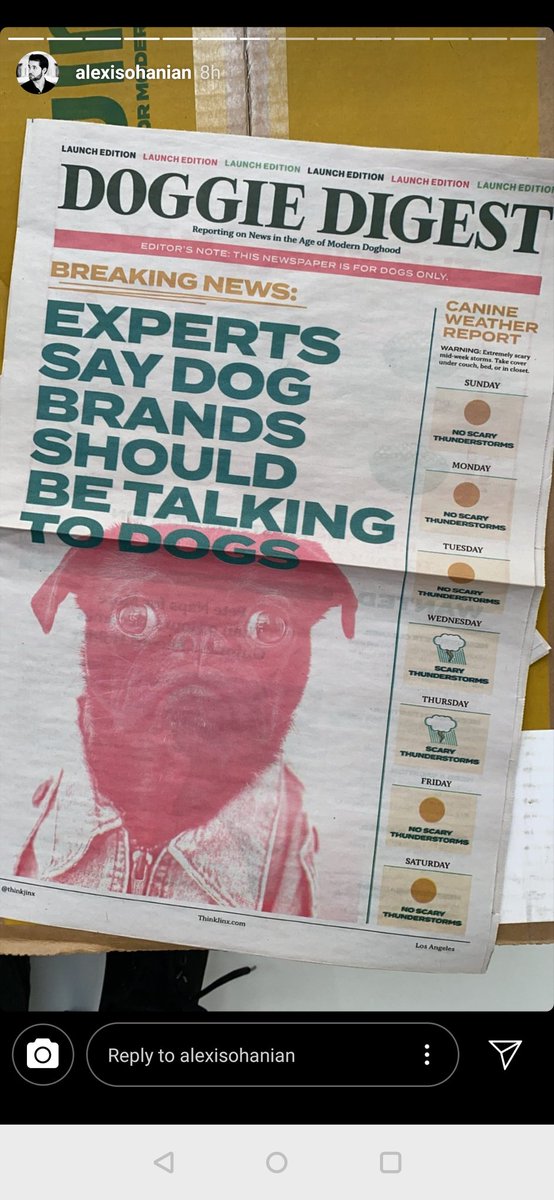 alexisohanian 8h
OR MODER
LAUNCH EDITION LAUNCH EDITION LAUNCH EDITION LAUNCH EDITION LAUNCH EDITION LAUNCH EDITION
DOGGIE DIGEST
Reporting on News in the Age of Modern Doghood
EDITOR'S NOTE: THIS NEWSPAPER IS FOR DOGS ONLY.
BREAKING NEWS:
EXPERTS
SAY DOG
BRANDS
SHOULD
BE TALKING
TO DOGS
CANINE
WEATHER
REPORT
WARNING: Extremely scary
mid-week storms. Take cover
under couch, bed, or in closet.
SUNDAY
NO SCARY
THUNDERSTORMS
MONDAY
NO SCARY
THUNDERSTORMS
TUESDAY
NO SCARY
THUNDERSTORMS
WEDNESDAY
SCARY
THUNDERSTORMS
THURSDAY
SCARY
THUNDERSTORMS
FRIDAY
NO SCARY
THUNDERSTORMS
SATURDAY
NO SCARY
THUNDERSTORMS
@thinkjinx
ThinkJinx.com
Los Angeles
Reply to alexisohanian